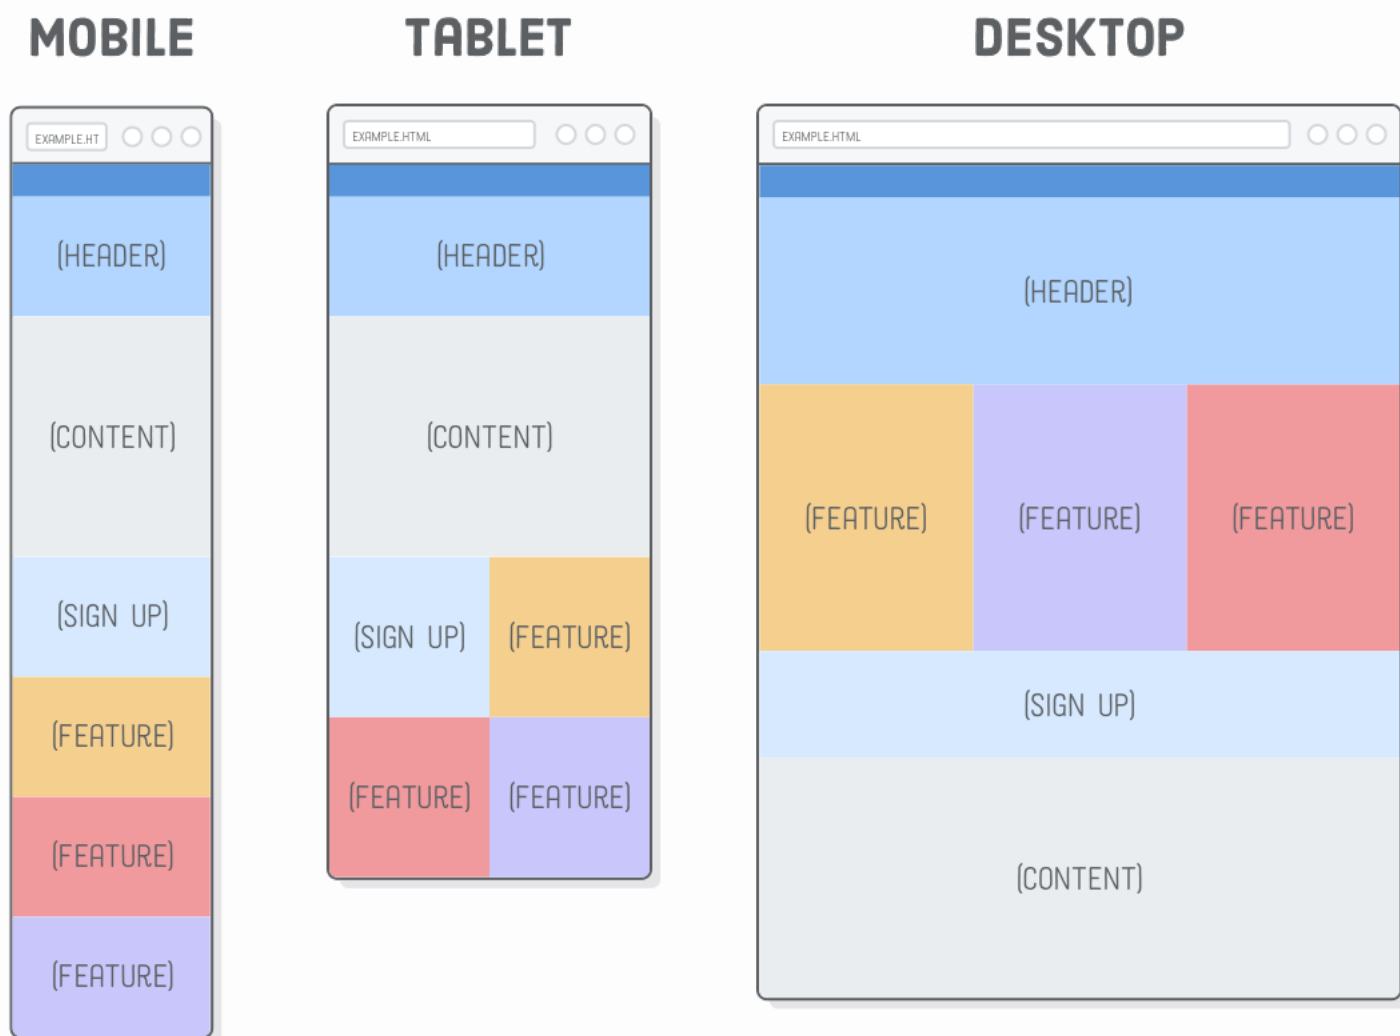 MOBILE
EXAMPLE.HT
(HEADER)
(CONTENT)
(SIGN UP)
(FEATURE)
(FEATURE)
(FEATURE)
TABLET
EXAMPLE.HTML
(HEADER)
(CONTENT)
(SIGN UP)
(FEATURE)
(FEATURE)
(FEATURE)
DESKTOP
EXAMPLE.HTML
(HEADER)
(FEATURE)
(FEATURE)
(FEATURE)
(SIGN UP)
(CONTENT)